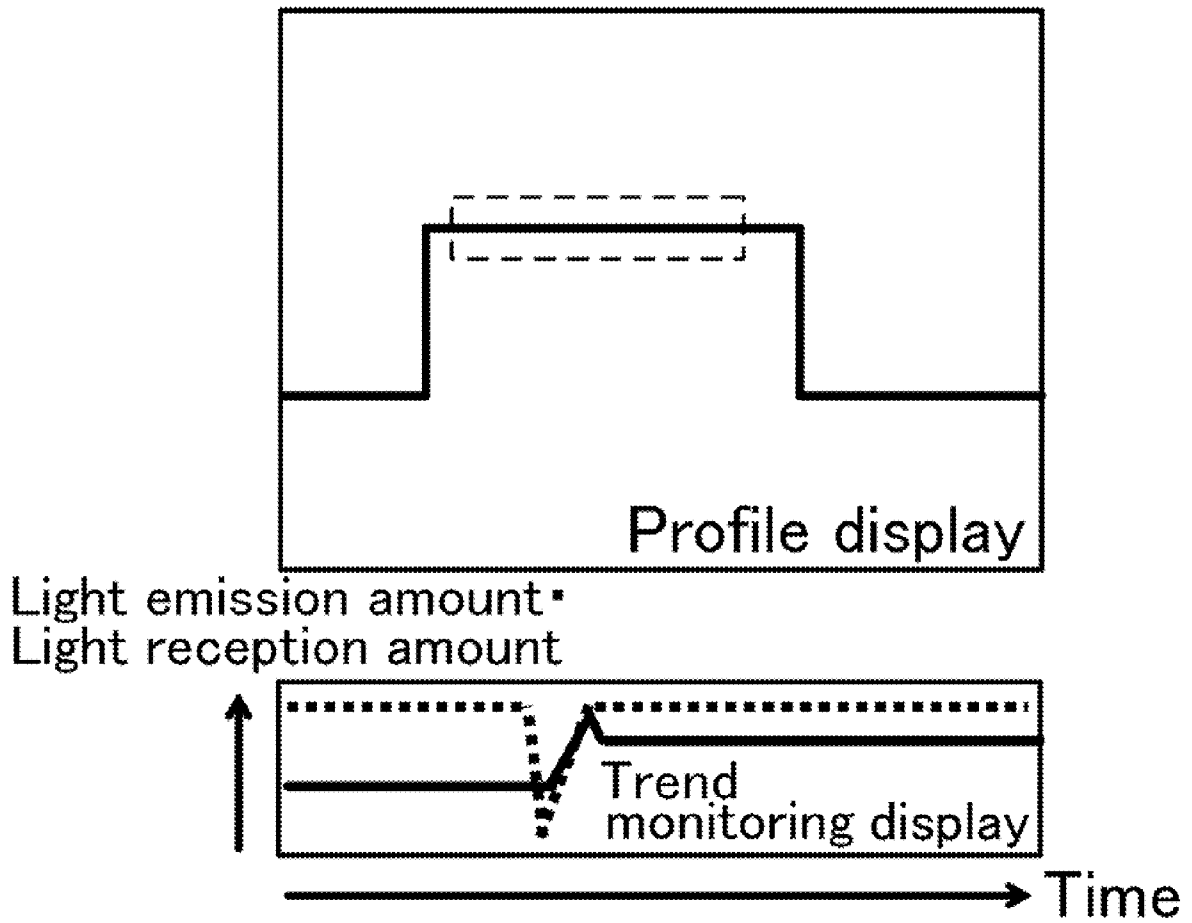 Profile display
Light emission amount▪
Light reception amount
Trend
monitoring display
Time